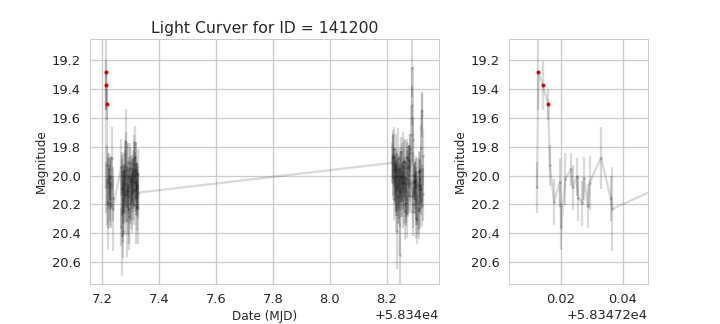 Light Curver for ID = 141200
Magnitude
19.2
19.4
19.6
19.8
20.0
20.2
20.4
20.6
7.2 7.4 7.6 7.8 8.0 8.2
Date (MJD)
+5.834e4
Magnitude
19.2
19.4
19.6
19.8
20.0
20.2
20.4
20.6
0.02 0.04
+5.83472e4